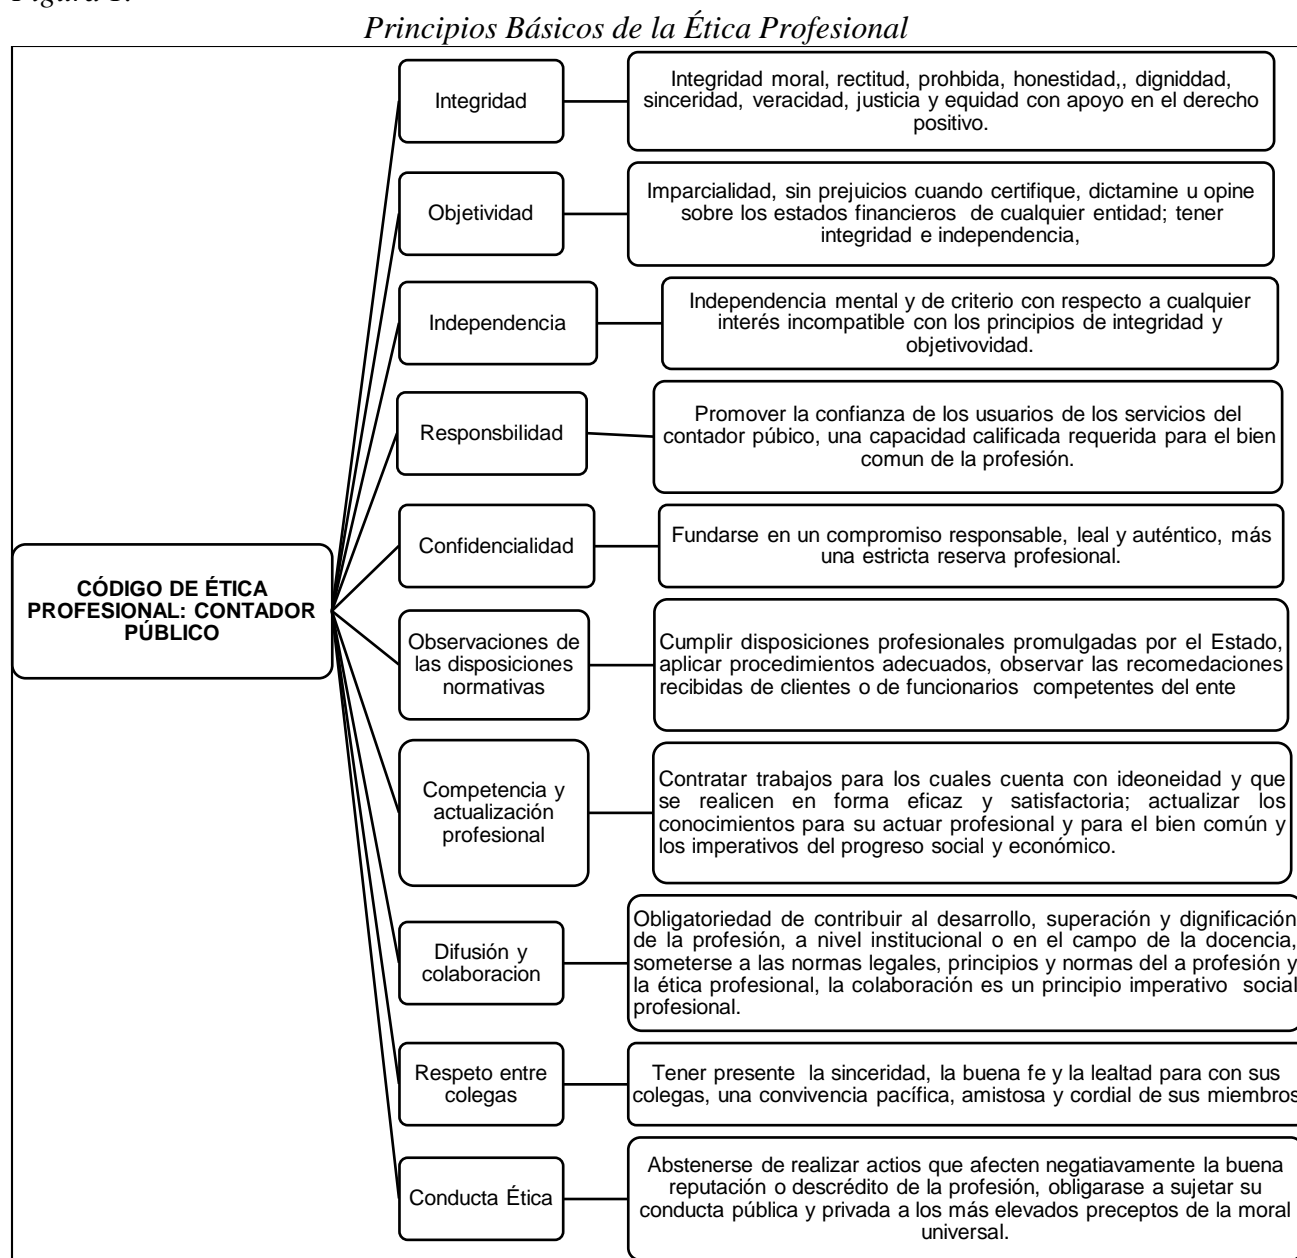 Figura 1.
Principios Básicos de la Ética Profesional
Integridad
Integridad moral, rectitud, prohbida, honestidad,, digniddad,
sinceridad, veracidad, justicia y equidad con apoyo en el derecho
positivo.
Objetividad
Imparcialidad, sin prejuicios cuando certifique, dictamine u opine
sobre los estados financieros de cualquier entidad; tener
integridad e independencia,
Independencia
Independencia mental y de criterio con respecto a cualquier
interés incompatible con los principios de integridad y
objetivovidad.
Responsbilidad
Promover la confianza de los usuarios de los servicios del
contador púbico, una capacidad calificada requerida para el bien
comun de la profesión.
Confidencialidad
Fundarse en un compromiso responsable, leal y auténtico, más
una estricta reserva profesional.
CÓDIGO DE ÉTICA
PROFESIONAL: CONTADOR
PÚBLICO
Observaciones de
las disposiciones
normativas
Cumplir disposiciones profesionales promulgadas por el Estado,
aplicar procedimientos adecuados, observar las recomedaciones
recibidas de clientes o de funcionarios competentes del ente
Competencia y
actualización
profesional
Contratar trabajos para los cuales cuenta con ideoneidad y que
se realicen en forma eficaz y satisfactoria; actualizar los
conocimientos para su actuar profesional y para el bien común y
los imperativos del progreso social y económico.
Difusión y
colaboracion
Obligatoriedad de contribuir al desarrollo, superación y dignificación
de la profesión, a nivel institucional o en el campo de la docencia,
someterse a las normas legales, principios y normas del a profesión y
la ética profesional, la colaboración es un principio imperativo social
profesional.
Respeto entre
colegas
Tener presente la sinceridad, la buena fe y la lealtad para con sus
colegas, una convivencia pacífica, amistosa y cordial de sus miembros
Conducta Ética
Abstenerse de realizar actios que afecten negatiavamente la buena
reputación o descrédito de la profesión, obligarase a sujetar su
conducta pública y privada a los más elevados preceptos de la moral
universal.